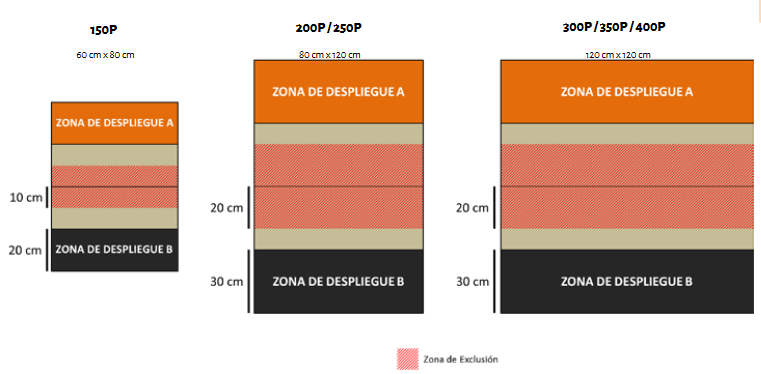 150P
200P / 250P
300P / 350P / 400P
60 cm x 80 cm
80 cm x 120 cm
120 cm x 120 cm
ZONA DE DESPLIEGUE A
ZONA DE DESPLIEGUE A
ZONA DE DESPLIEGUE A
10 cm
20 cm
20 cm
20 cm
ZONA DE DESPLIEGUE B
30 cm
ZONA DE DESPLIEGUE B
30 cm
ZONA DE DESPLIEGUE B
Zona de Exclusión